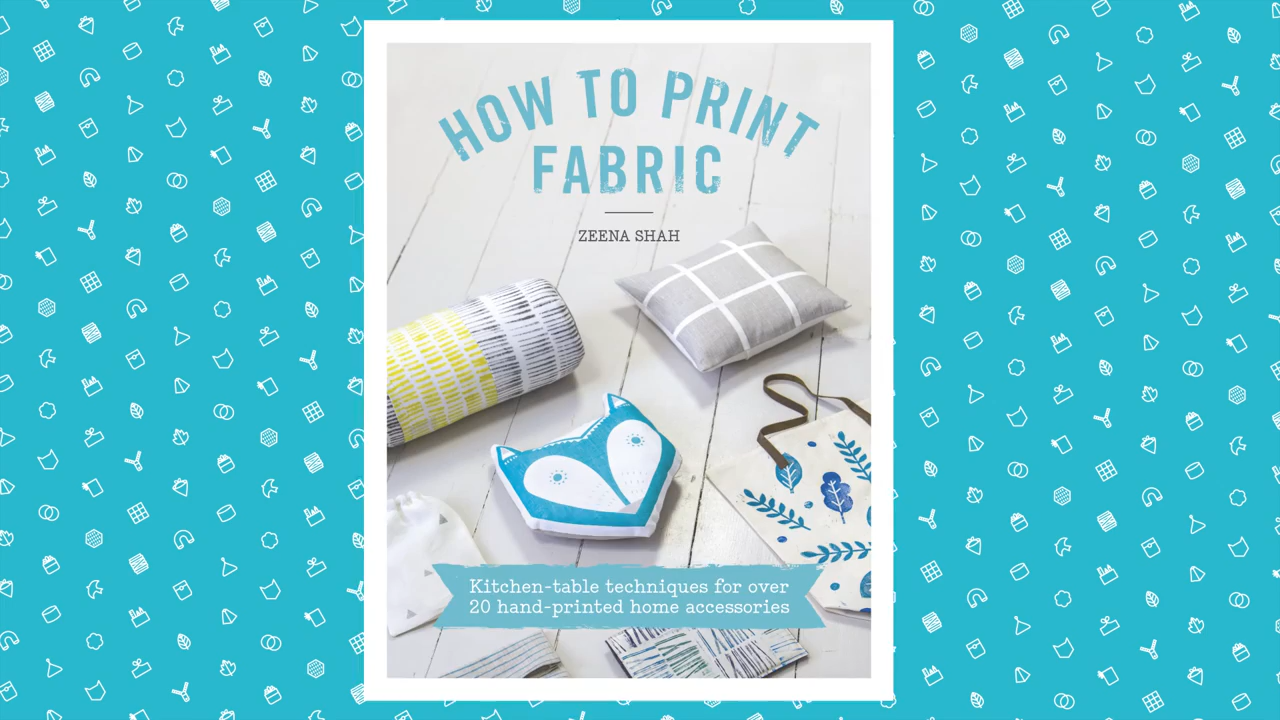 HOW TO PRINT
FABRIC
ZEENA SHAH
Kitchen-table techniques for over
20 hand-printed home accessories